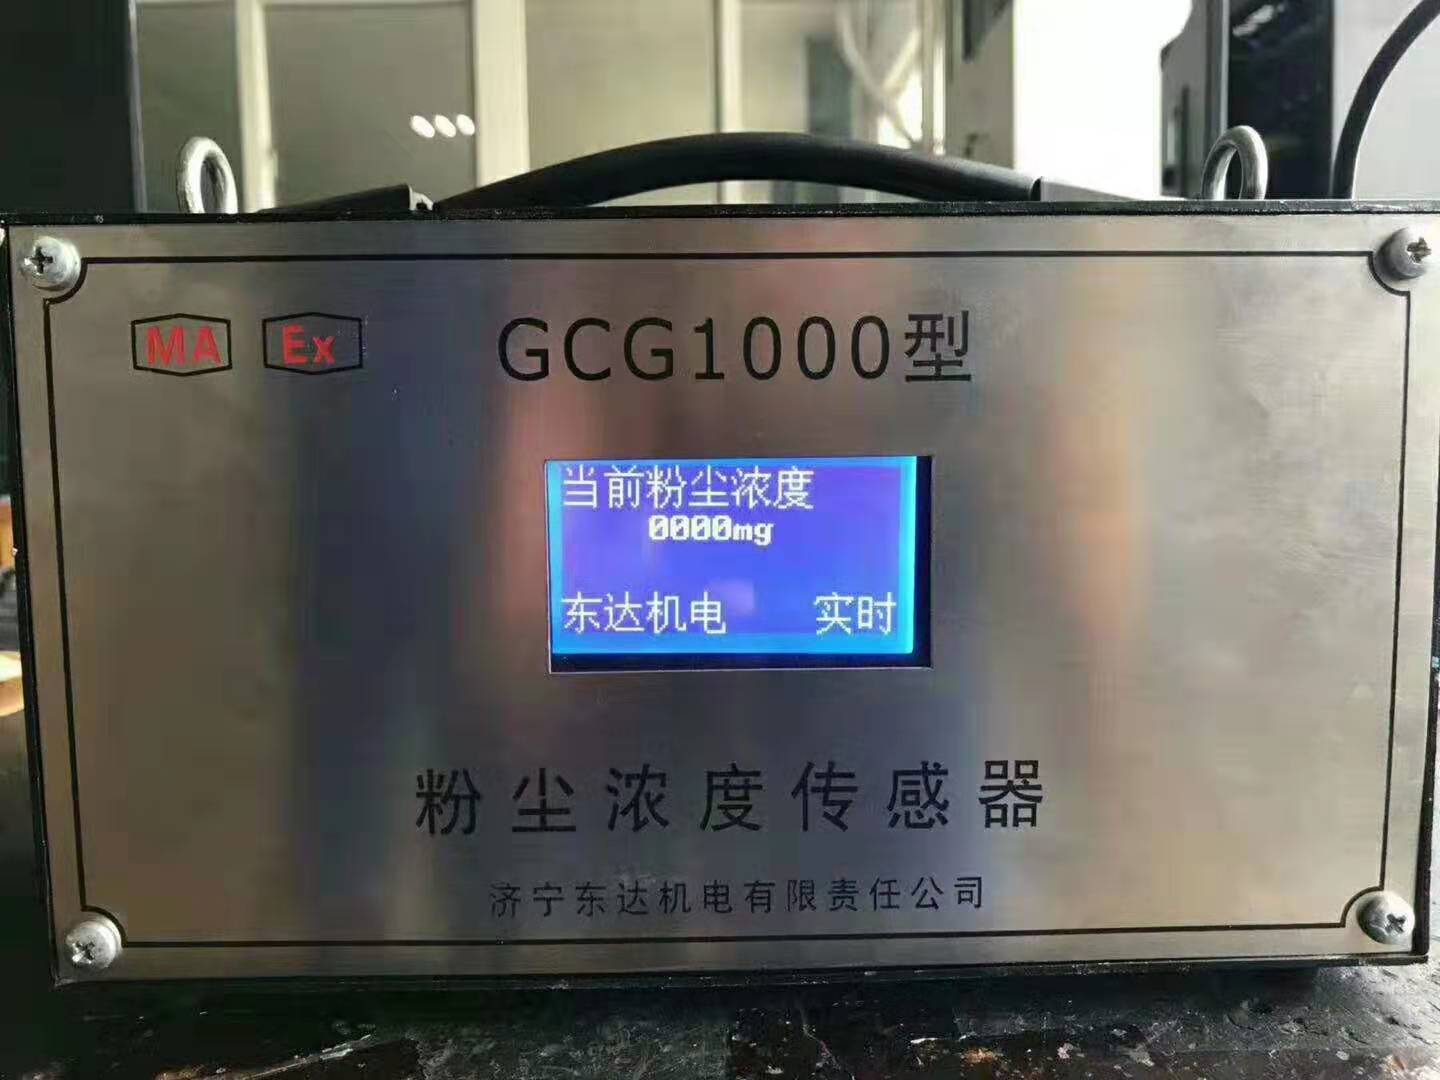 MA Ex
GCG1000型
当前粉尘浓度
0000mg
东达机电 实时
粉尘浓度传感器
济宁东达机电有限责任公司